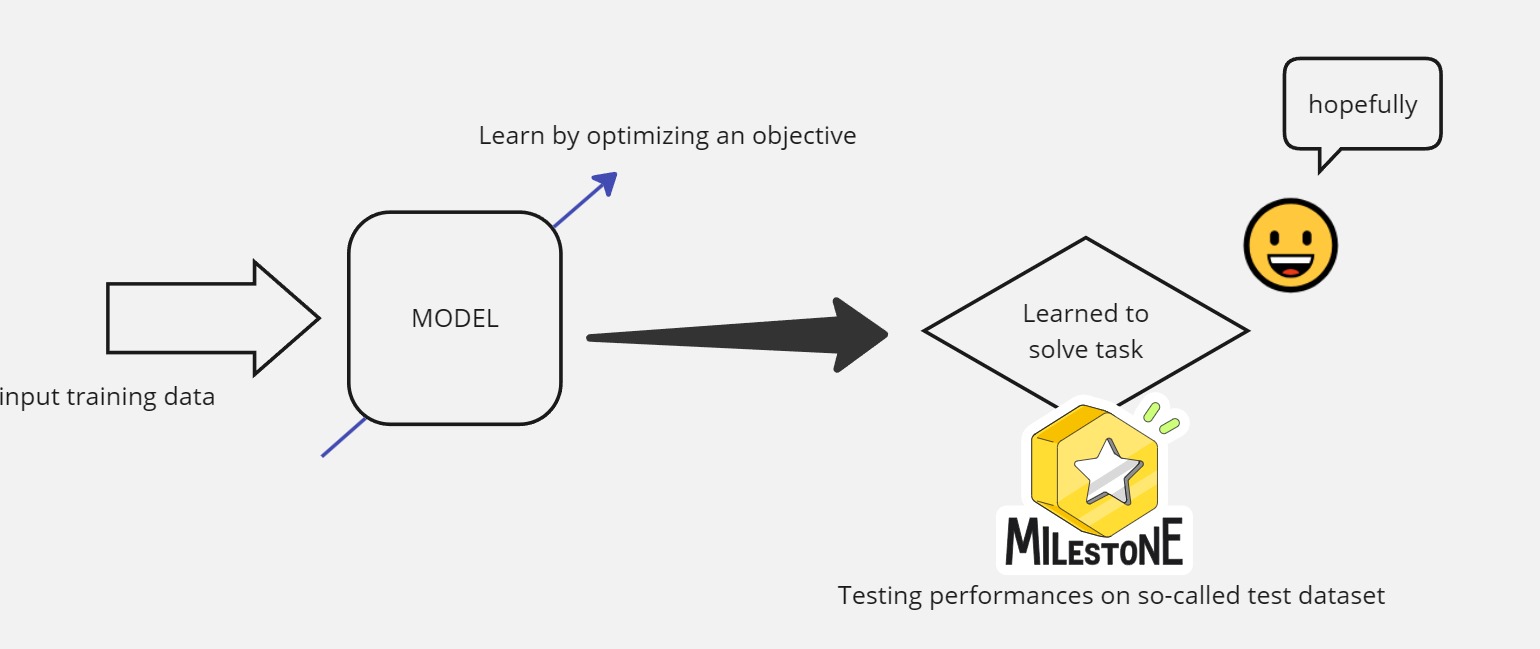 hopefully
Learn by optimizing an objective
MODEL
Learned to
solve task
input training data
MILESTONE
Testing performances on so-called test dataset